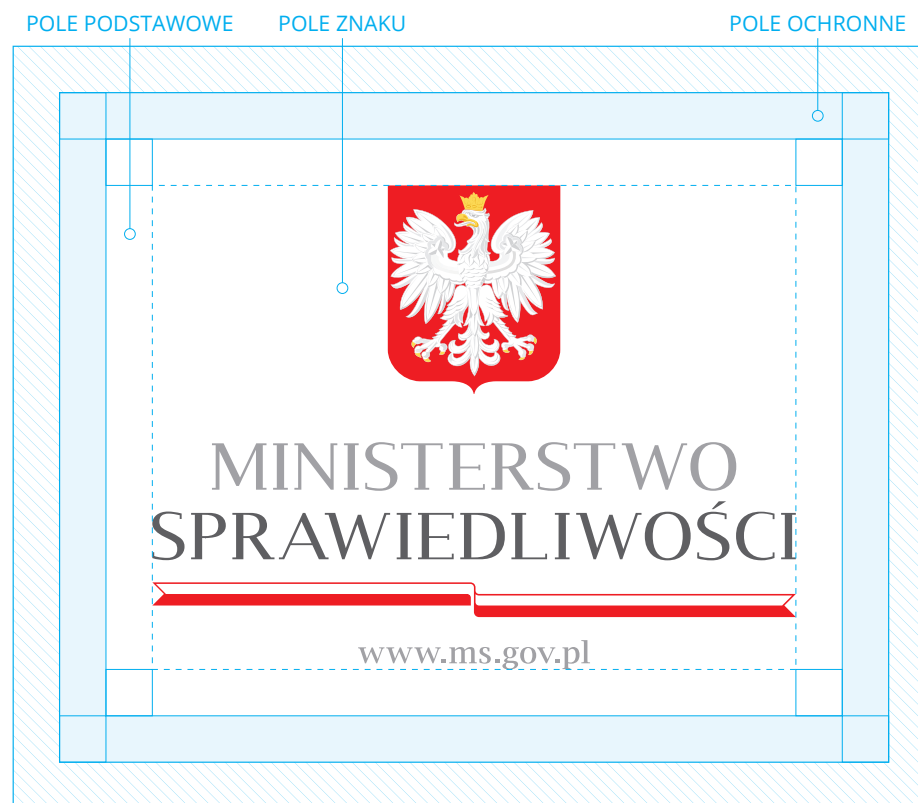 POLE PODSTAWOWE POLE ZNAKU POLE OCHRONNE
MINISTERSTWO
SPRAWIEDLIWOŚCI
www.ms.gov.pl